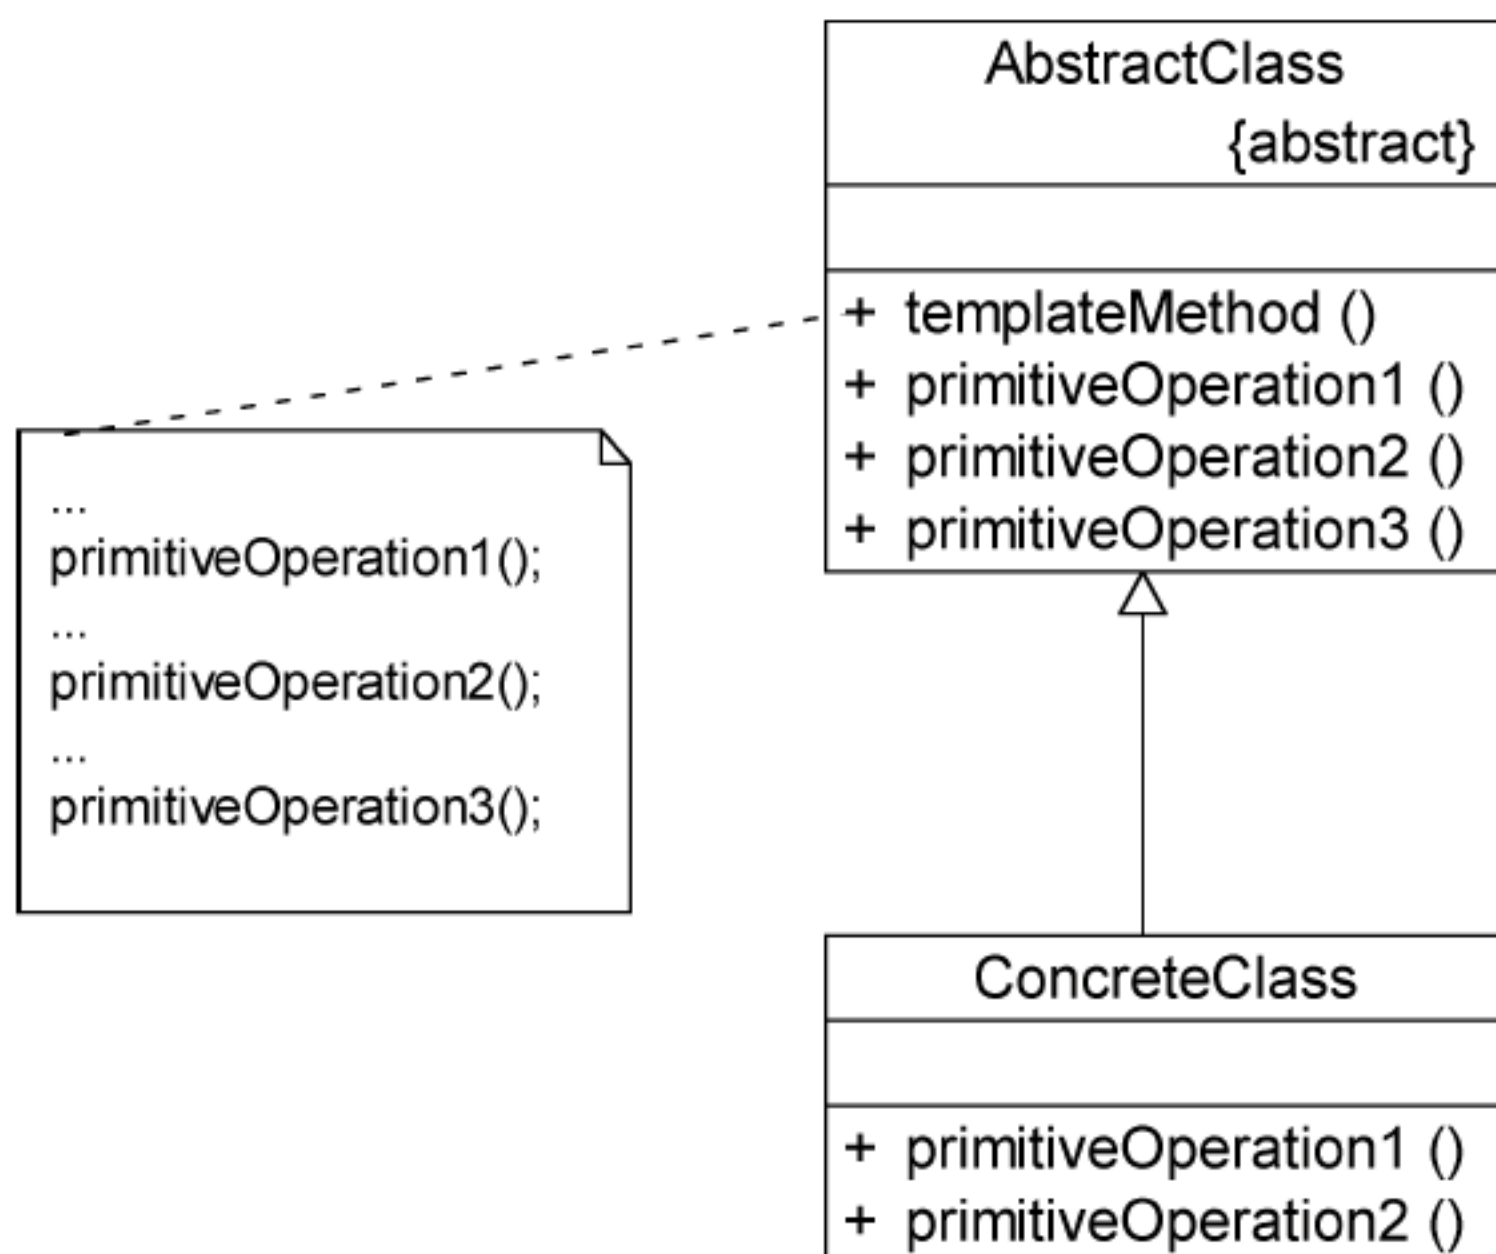 AbstractClass
{abstract}
+ templateMethod ()
+ primitiveOperation1 ()
+ primitiveOperation2 ()
+ primitiveOperation3 ()
...
primitiveOperation1();
...
primitiveOperation2();
...
primitiveOperation3();
ConcreteClass
+ primitiveOperation1 ()
+ primitiveOperation2 ()